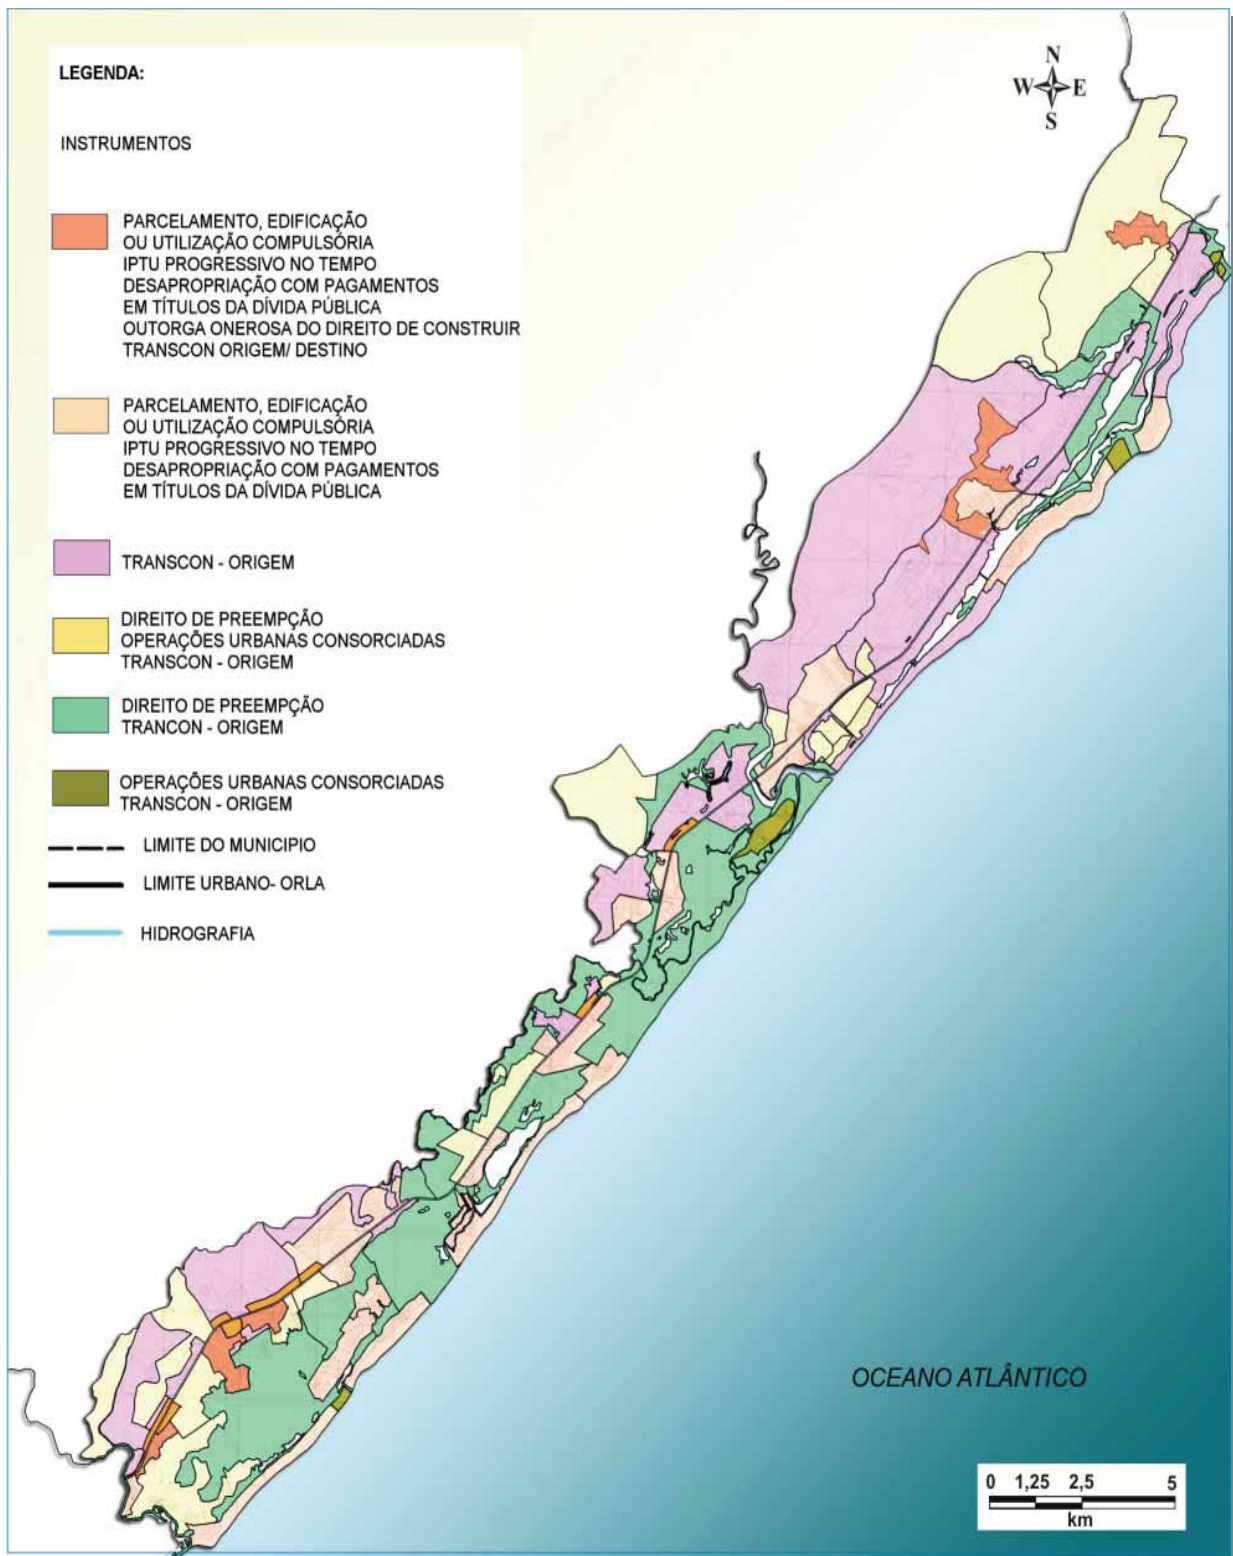 LEGENDA:
N
W E
S
INSTRUMENTOS
PARCELAMENTO, EDIFICAÇÃO
OU UTILIZAÇÃO COMPULSÓRIA
IPTU PROGRESSIVO NO TEMPO
DESAPROPRIAÇÃO COM PAGAMENTOS
EM TÍTULOS DA DÍVIDA PÚBLICA
OUTORGA ONEROSA DO DIREITO DE CONSTRUIR
TRANSCON ORIGEM/ DESTINO
PARCELAMENTO, EDIFICAÇÃO
OU UTILIZAÇÃO COMPULSÓRIA
IPTU PROGRESSIVO NO TEMPO
DESAPROPRIAÇÃO COM PAGAMENTOS
EM TÍTULOS DA DÍVIDA PÚBLICA
TRANSCON - ORIGEM
DIREITO DE PREEMPÇÃO
OPERAÇÕES URBANAS CONSORCIADAS
TRANSCON - ORIGEM
DIREITO DE PREEMPÇÃO
TRANCON - ORIGEM
OPERAÇÕES URBANAS CONSORCIADAS
TRANSCON - ORIGEM
LIMITE DO MUNICIPIO
LIMITE URBANO- ORLA
HIDROGRAFIA
OCEANO ATLÂNTICO
0 1,25 2,5 5
km